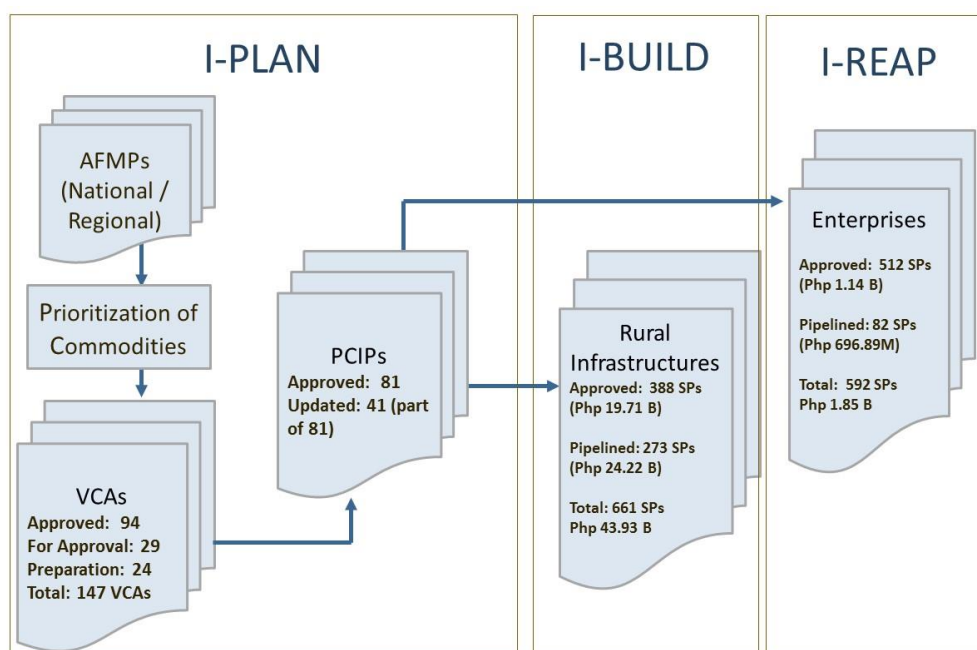 I-PLAN
AFMPs
(National /
Regional)
Prioritization of
Commodities
VCAs
Approved: 94
For Approval: 29
Preparation: 24
Total: 147 VCAs
PCIPs
Approved: 81
Updated: 41 (part
of 81)
I-BUILD
Rural
Infrastructures
Approved: 388 SPs
(Php 19.71 B)
Pipelined: 273 SPs
(Php 24.22 B)
Total: 661 SPs
Php 43.93 B
I-REAP
Enterprises
Approved: 512 SPs
(Php 1.14 B)
Pipelined: 82 SPs
(Php 696.89M)
Total: 592 SPs
Php 1.85 B